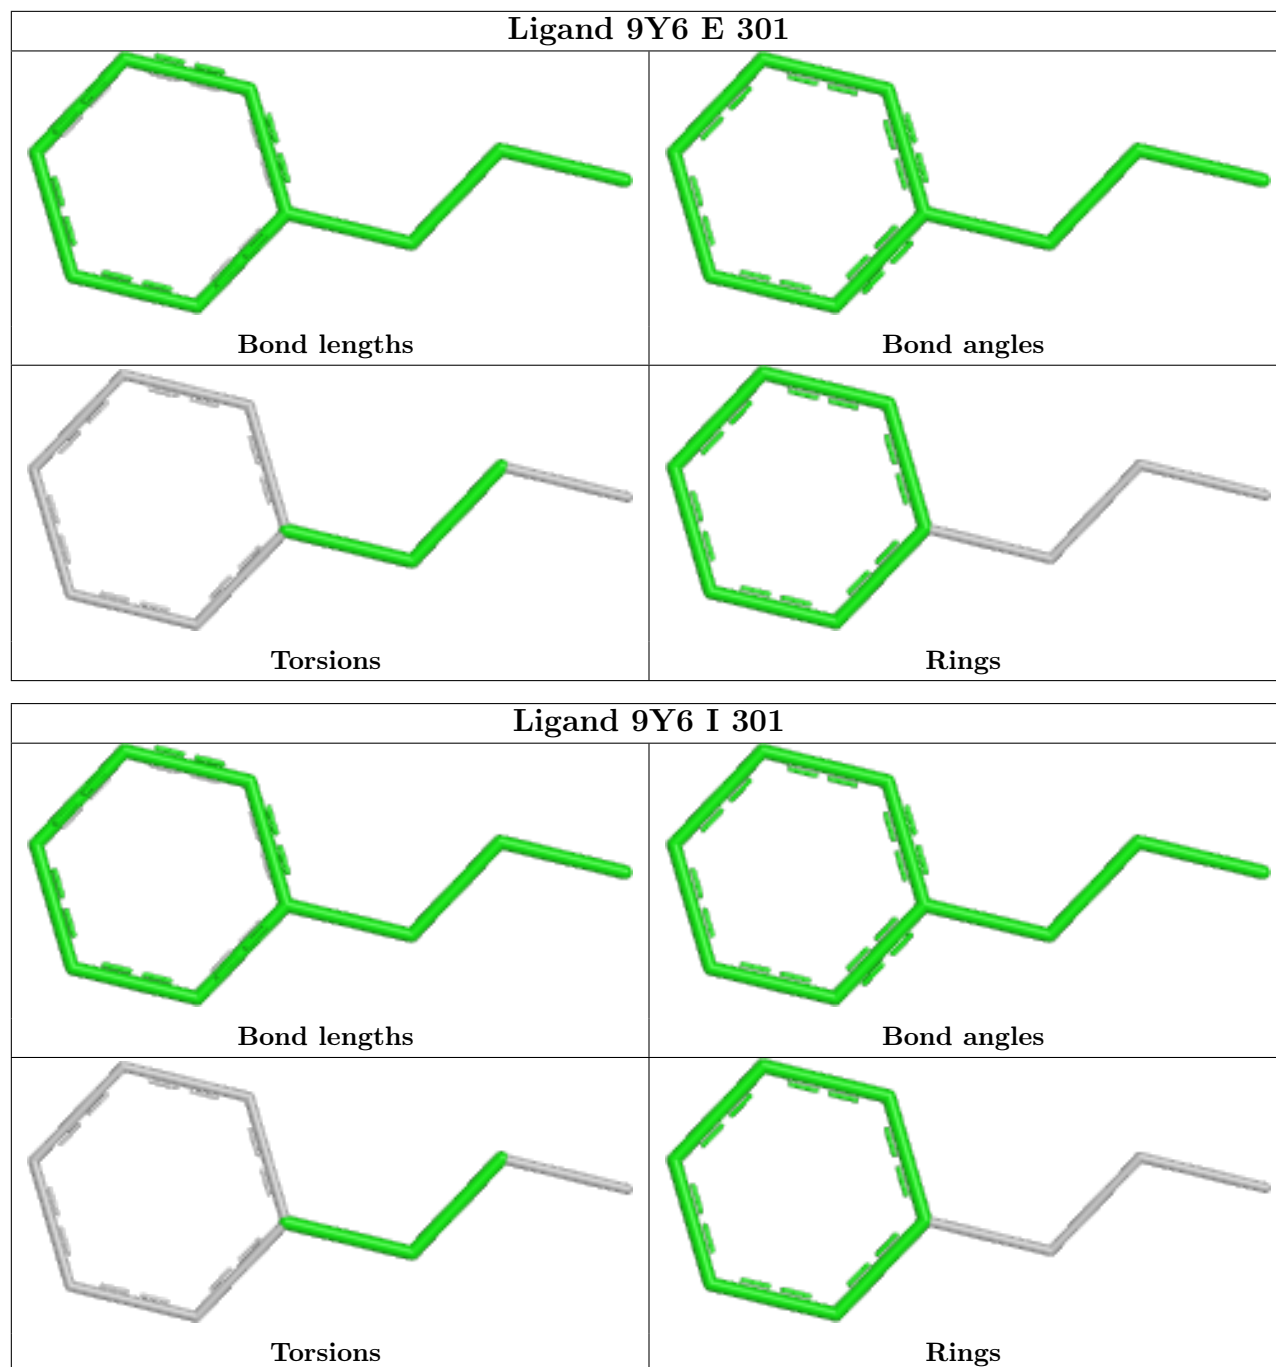 Ligand 9Y6 E 301
Bond lengths
Bond angles
Torsions
Rings
Ligand 9Y6 I 301
Bond lengths
Bond angles
Torsions
Rings